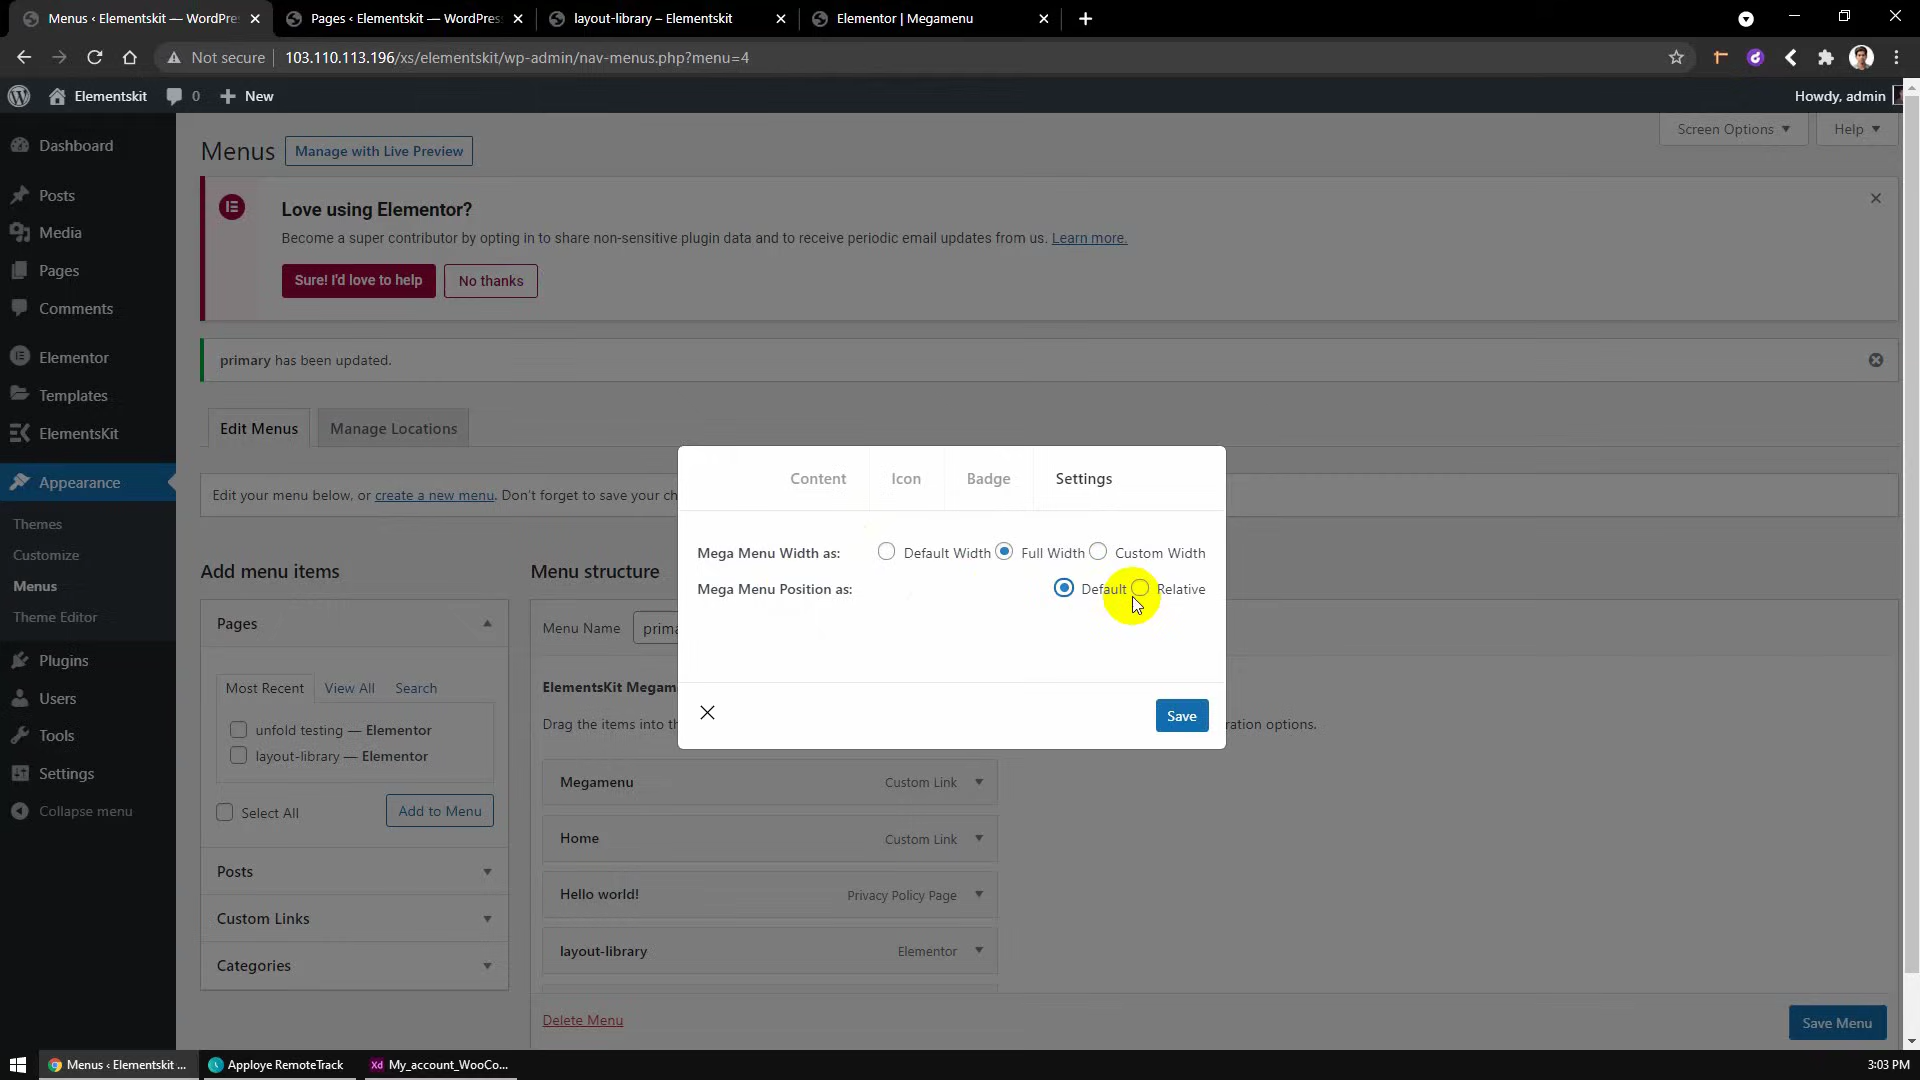 Menus ‹ Elementskit — WordPre
Pages ‹ Elementskit — WordPres
layout-library – Elementskit
Elementor | Megamenu
Not secure
103.110.113.196/xs/elementskit/wp-admin/nav-menus.php?menu=4
Elementskit
0
New
Howdy, admin
Dashboard
Posts
Media
Pages
Comments
Elementor
Templates
ElementsKit
Appearance
Themes
Customize
Menus
Theme Editor
Plugins
Users
Tools
Settings
Collapse menu
Screen Options
Help
Menus
Manage with Live Preview
Love using Elementor?
Become a super contributor by opting in to share non-sensitive plugin data and to receive periodic email updates from us. Learn more.
Sure! I'd love to help
No thanks
primary has been updated.
Edit Menus
Manage Locations
Edit your menu below, or create a new menu. Don't forget to save your ch
Content
Icon
Badge
Settings
Mega Menu Width as:
Default Width
Full Width
Custom Width
Mega Menu Position as:
Default
Relative
Save
Add menu items
Pages
Most Recent
View All
Search
unfold testing — Elementor
layout-library — Elementor
Select All
Add to Menu
Posts
Custom Links
Categories
Menu structure
Menu Name
prima
ElementsKit Megam
Drag the items into th
ration options.
Megamenu
Custom Link
Home
Custom Link
Hello world!
Privacy Policy Page
layout-library
Elementor
Delete Menu
Save Menu
Menus ‹ Elementskit ...
Apploye RemoteTrack
Xd
My_account_WooCo...
3:03 PM